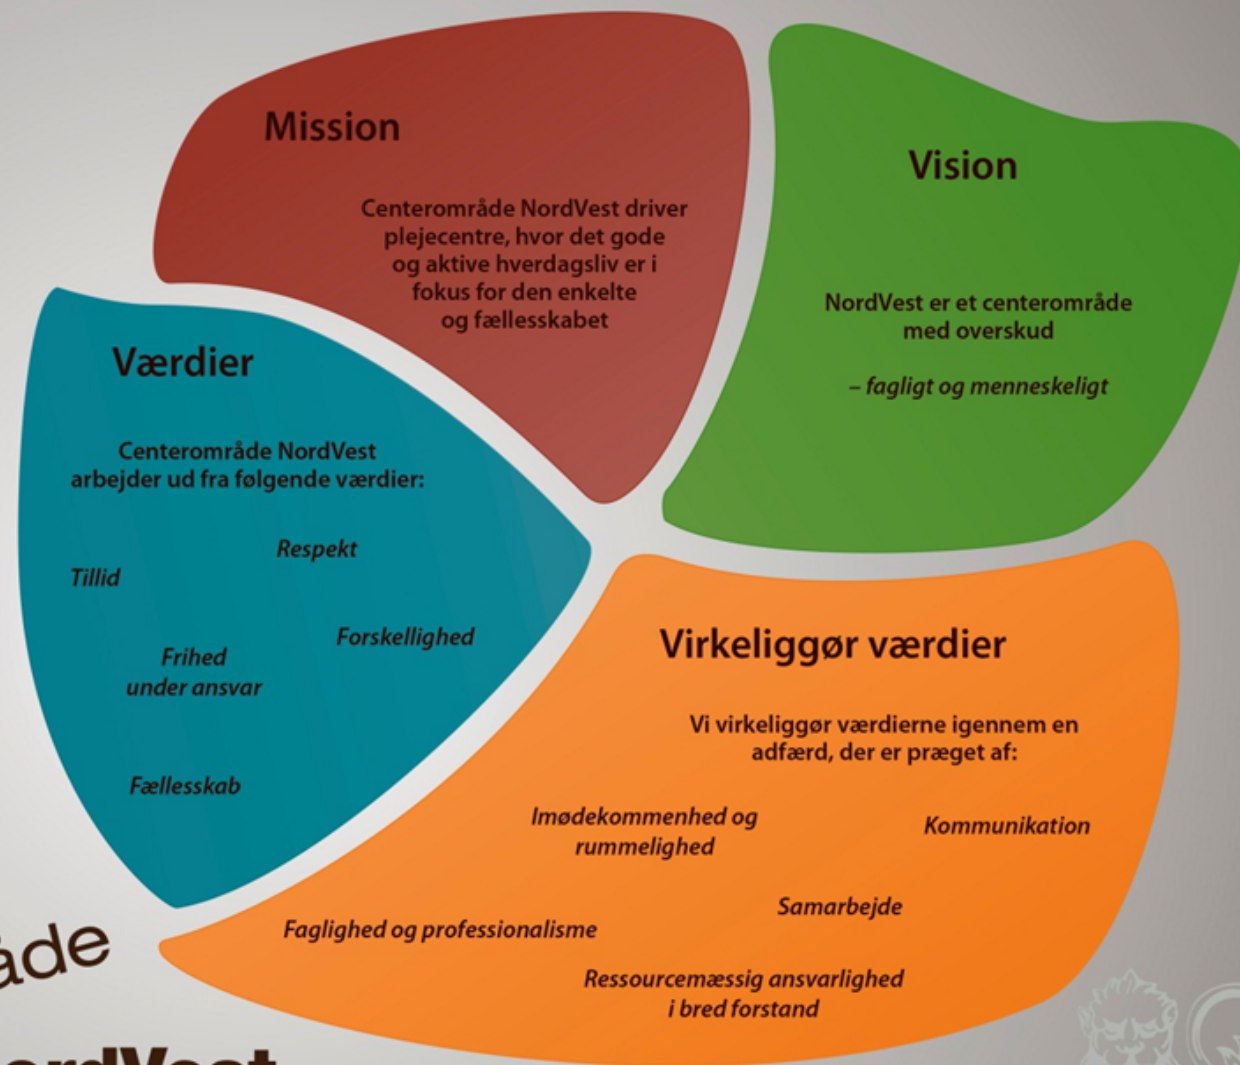 Mission
Centerområde NordVest driver
plejecentre, hvor det gode
og aktive hverdagsliv er i
fokus for den enkelte
og fællesskabet
Vision
NordVest er et centerområde
med overskud
– fagligt og menneskeligt
Værdier
Centerområde NordVest
arbejder ud fra følgende værdier:
Respekt
Tillid
Forskellighed
Frihed
under ansvar
Fællesskab
Virkeliggør værdier
Vi virkeliggør værdierne igennem en
adfærd, der er præget af:
Imødekommenhed og
rummelighed
Kommunikation
Samarbejde
Faglighed og professionalisme
Ressourcemæssig ansvarlighed
i bred forstand